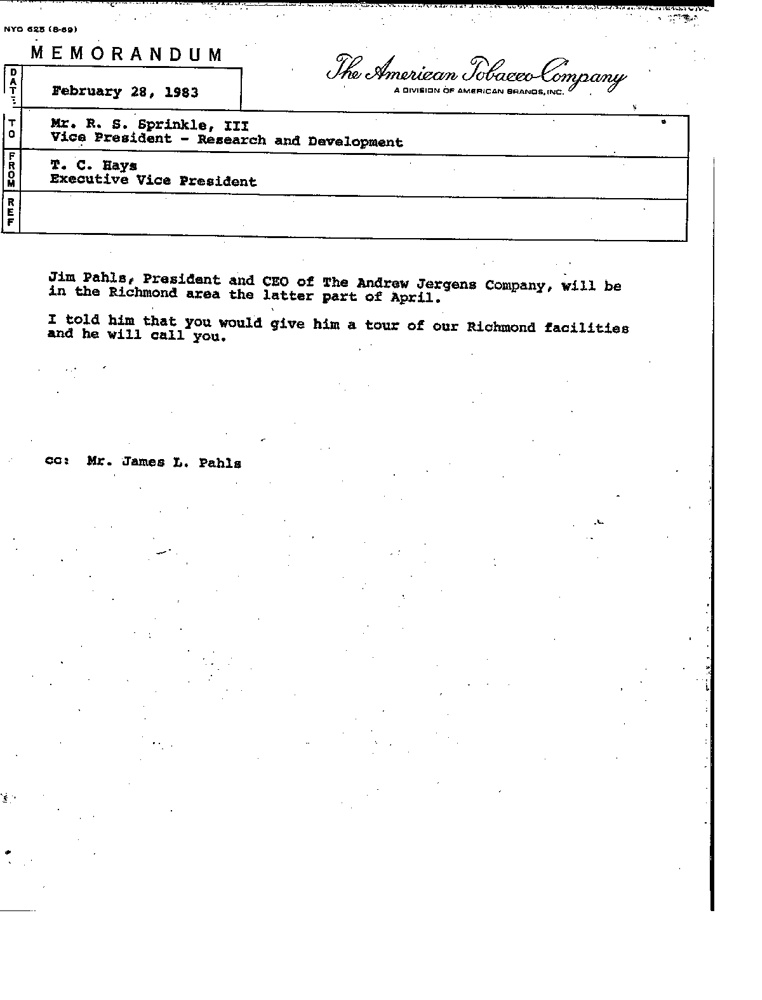 NYO 625 (8-69)
MEMORANDUM
The American Tobacco Company
A DIVISION OF AMERICAN BRANDS, INC.
DATE:
February 28, 1983
TO
Mr. R. S. Sprinkle, III
Vice President - Research and Development
FROM
T. C. Hays
Executive Vice President
REF
Jim Pahls, President and CEO of The Andrew Jergens Company, will be
in the Richmond area the latter part of April.
I told him that you would give him a tour of our Richmond facilities
and he will call you.
cc: Mr. James L. Pahls